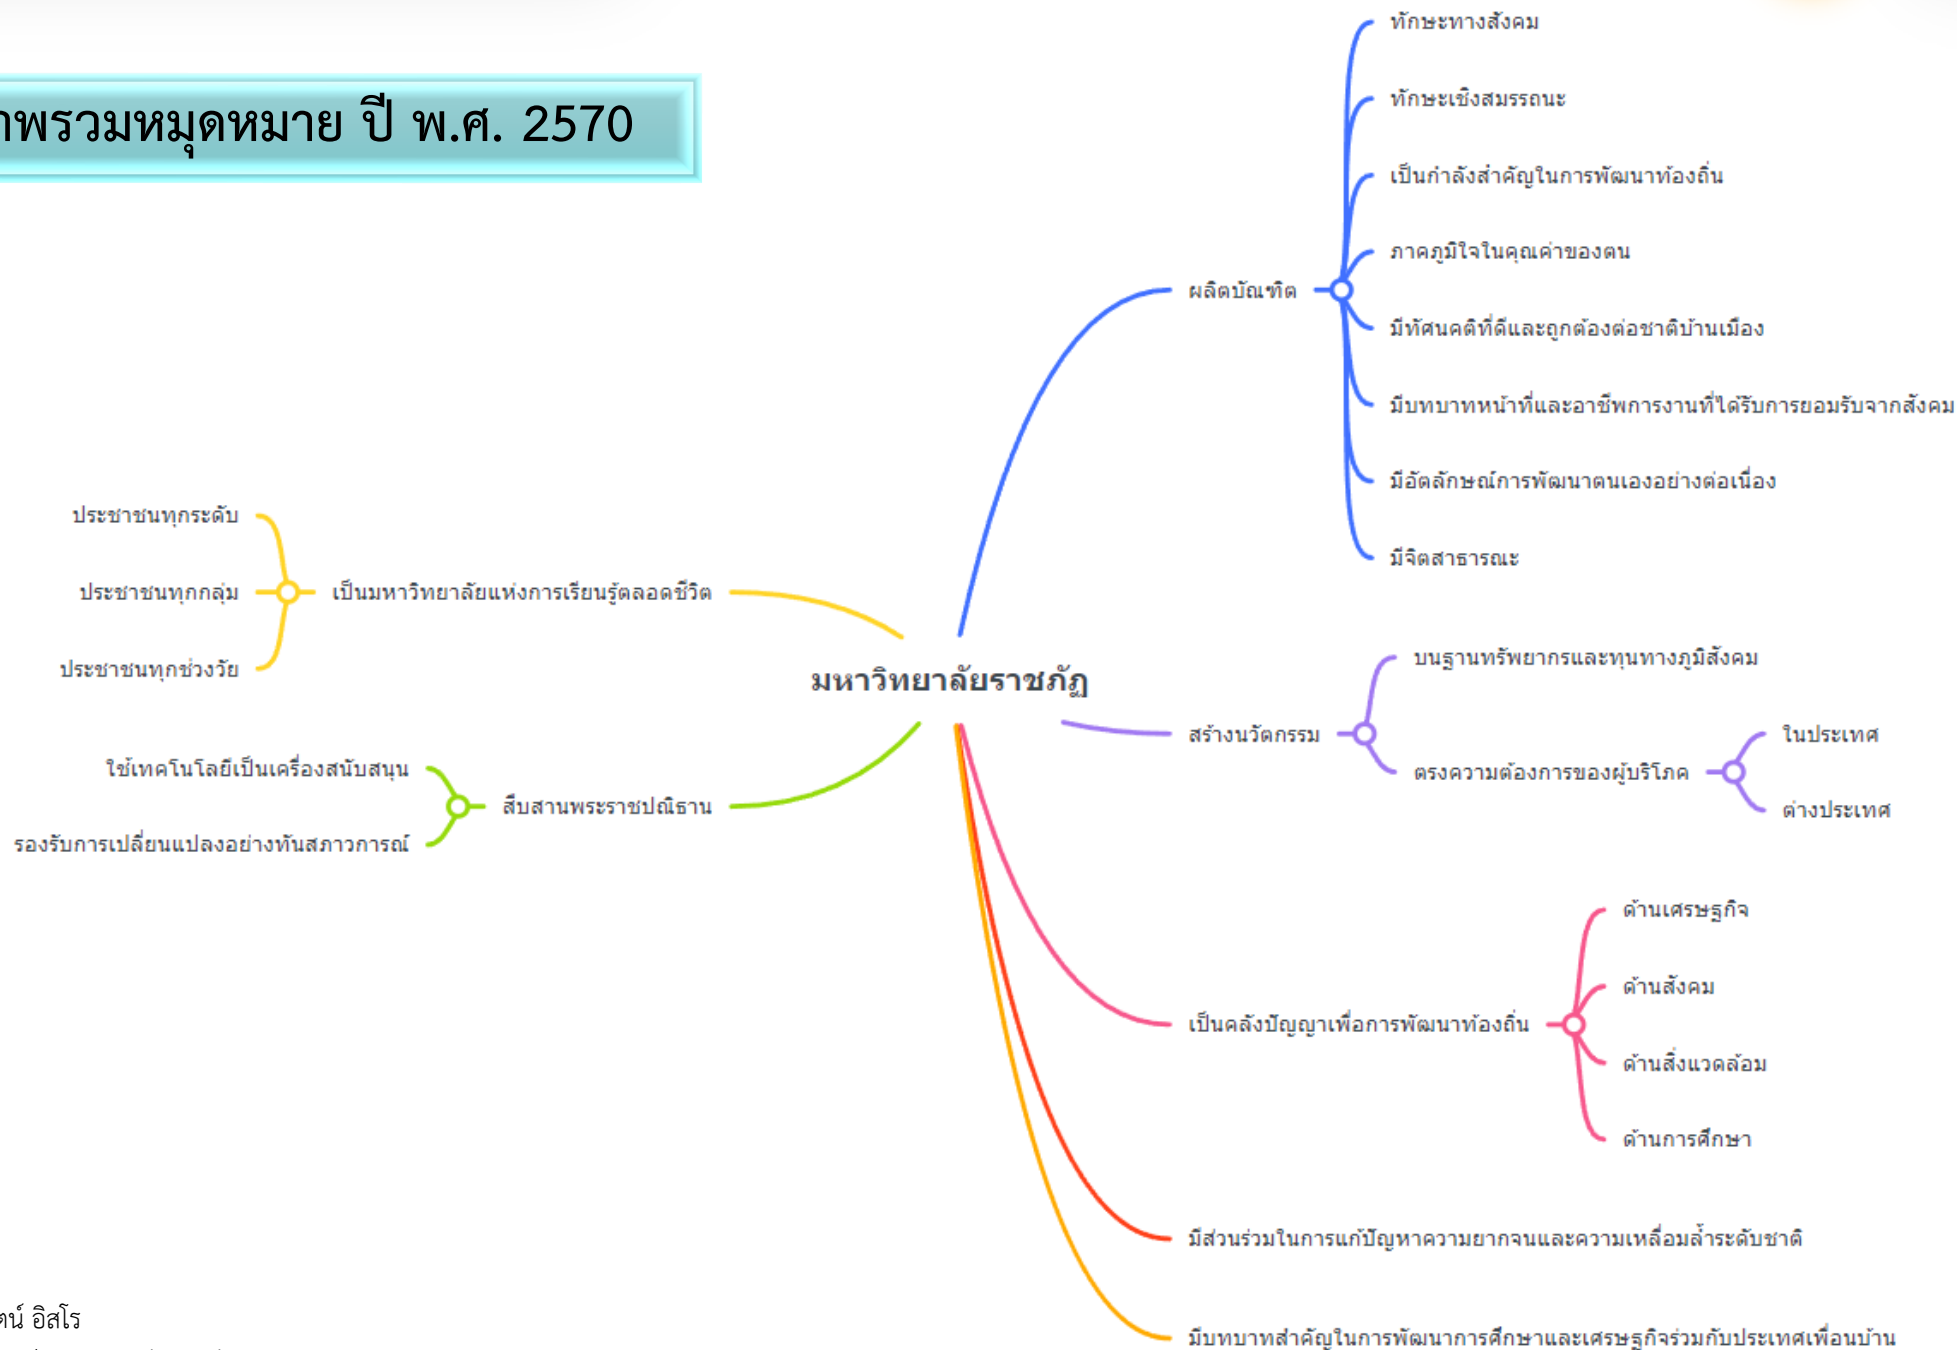 าพรวมหมุดหมาย ปี พ.ศ. 2570
มหาวิทยาลัยราชภัฏ
ผลิตบัณฑิต
ทักษะทางสังคม
ทักษะเชิงสมรรถนะ
เป็นกำลังสำคัญในการพัฒนาท้องถิ่น
ภาคภูมิใจในคุณค่าของตน
มีทัศนคติที่ดีและถูกต้องต่อชาติบ้านเมือง
มีบทบาทหน้าที่และอาชีพการงานที่ได้รับการยอมรับจากสังคม
มีอัตลักษณ์การพัฒนาตนเองอย่างต่อเนื่อง
มีจิตสาธารณะ
สร้างนวัตกรรม
บนฐานทรัพยากรและทุนทางภูมิสังคม
ตรงความต้องการของผู้บริโภค
ในประเทศ
ต่างประเทศ
เป็นคลังปัญญาเพื่อการพัฒนาท้องถิ่น
ด้านเศรษฐกิจ
ด้านสังคม
ด้านสิ่งแวดล้อม
ด้านการศึกษา
มีส่วนร่วมในการแก้ปัญหาความยากจนและความเหลื่อมล้ำระดับชาติ
มีบทบาทสำคัญในการพัฒนาการศึกษาและเศรษฐกิจร่วมกับประเทศเพื่อนบ้าน
เป็นมหาวิทยาลัยแห่งการเรียนรู้ตลอดชีวิต
ประชาชนทุกระดับ
ประชาชนทุกกลุ่ม
ประชาชนทุกช่วงวัย
สืบสานพระราชปณิธาน
ใช้เทคโนโลยีเป็นเครื่องสนับสนุน
รองรับการเปลี่ยนแปลงอย่างทันสภาวการณ์
ตน์ อิสโร